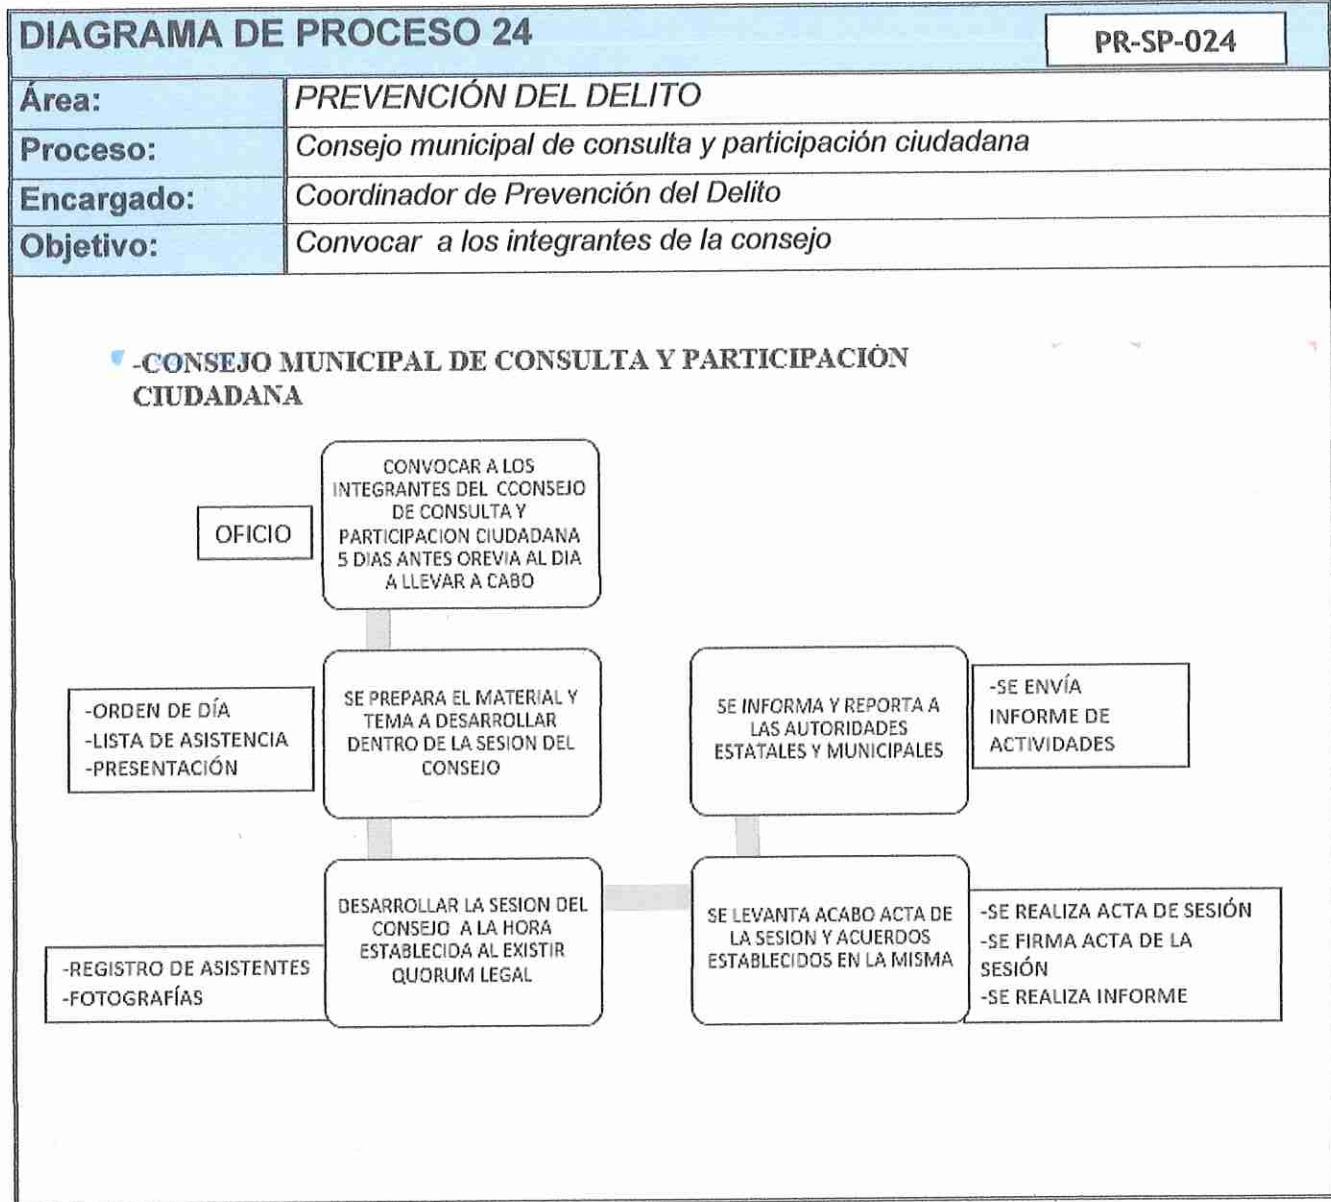 DIAGRAMA DE PROCESO 24
PR-SP-024
Área:
PREVENCIÓN DEL DELITO
Proceso:
Consejo municipal de consulta y participación ciudadana
Encargado:
Coordinador de Prevención del Delito
Objetivo:
Convocar a los integrantes de la consejo
-CONSEJO MUNICIPAL DE CONSULTA Y PARTICIPACIÓN
CIUDADANA
OFICIO
CONVOCAR A LOS
INTEGRANTES DEL CCONSEJO
DE CONSULTA Y
PARTICIPACION CIUDADANA
5 DIAS ANTES OREVIA AL DIA
A LLEVAR A CABO
-ORDEN DE DÍA
-LISTA DE ASISTENCIA
-PRESENTACIÓN
SE PREPARA EL MATERIAL Y
TEMA A DESARROLLAR
DENTRO DE LA SESION DEL
CONSEJO
-REGISTRO DE ASISTENTES
-FOTOGRAFÍAS
DESARROLLAR LA SESION DEL
CONSEJO A LA HORA
ESTABLECIDA AL EXISTIR
QUORUM LEGAL
SE LEVANTA ACABO ACTA DE
LA SESION Y ACUERDOS
ESTABLECIDOS EN LA MISMA
-SE REALIZA ACTA DE SESIÓN
-SE FIRMA ACTA DE LA
SESIÓN
-SE REALIZA INFORME
SE INFORMA Y REPORTA A
LAS AUTORIDADES
ESTATALES Y MUNICIPALES
-SE ENVÍA
INFORME DE
ACTIVIDADES